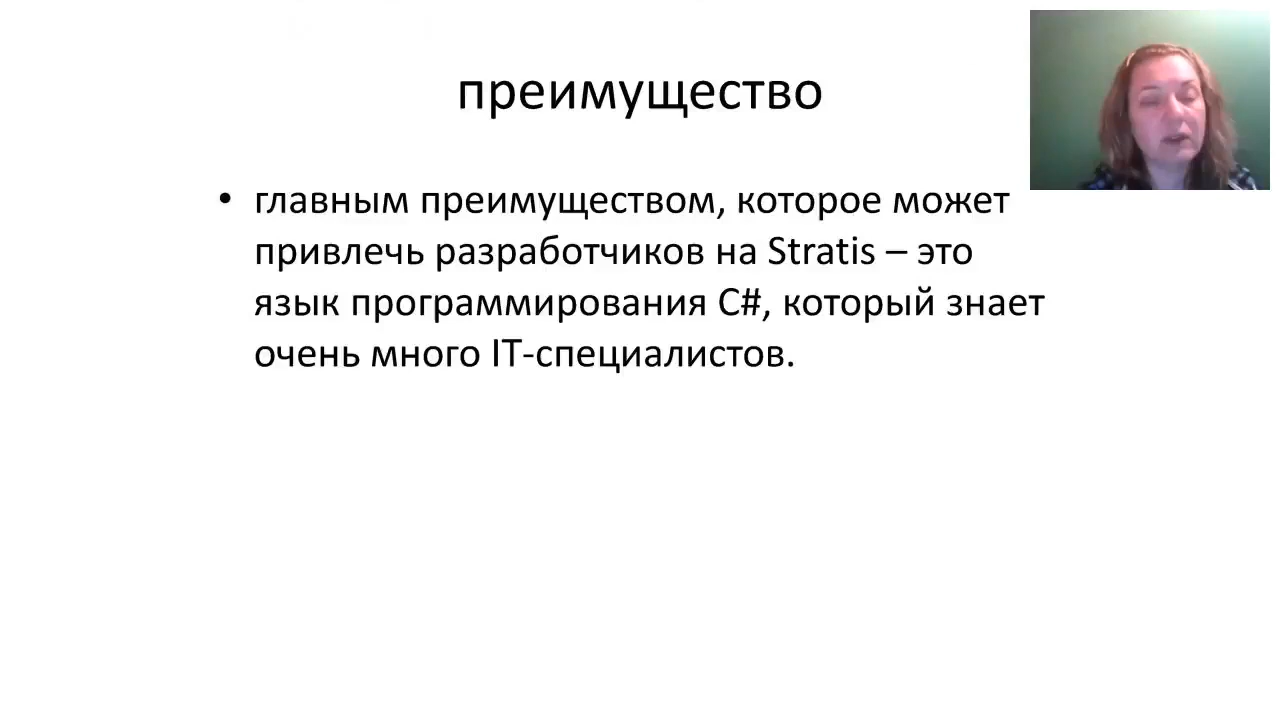 преимущество
• главным преимуществом, которое может
привлечь разработчиков на Stratis – это
язык программирования C#, который знает
очень много IT-специалистов.